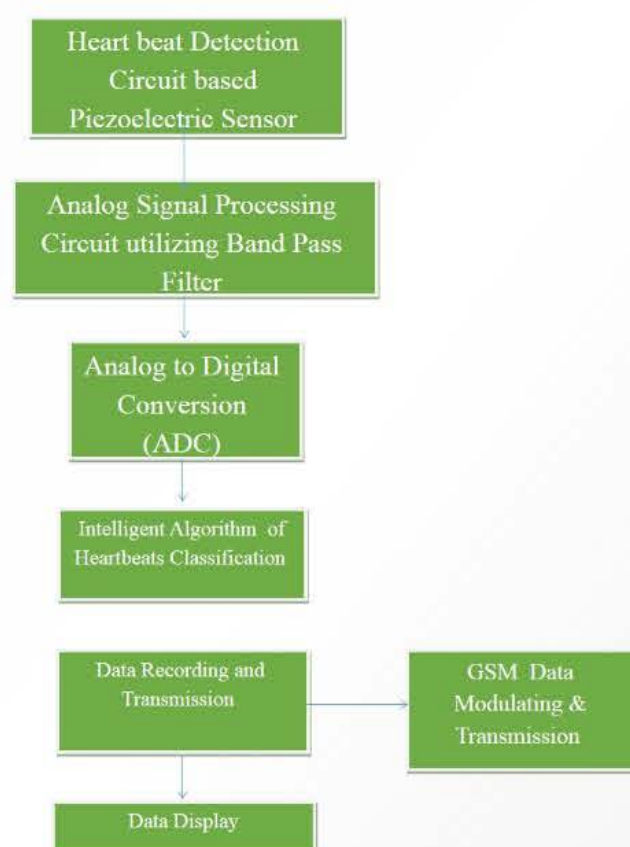 Heart beat Detection
Circuit based
Piezoelectric Sensor
Analog Signal Processing
Circuit utilizing Band Pass
Filter
Analog to Digital
Conversion
(ADC)
Intelligent Algorithm of
Heartbeats Classification
Data Recording and
Transmission
GSM Data
Modulating &
Transmission
Data Display